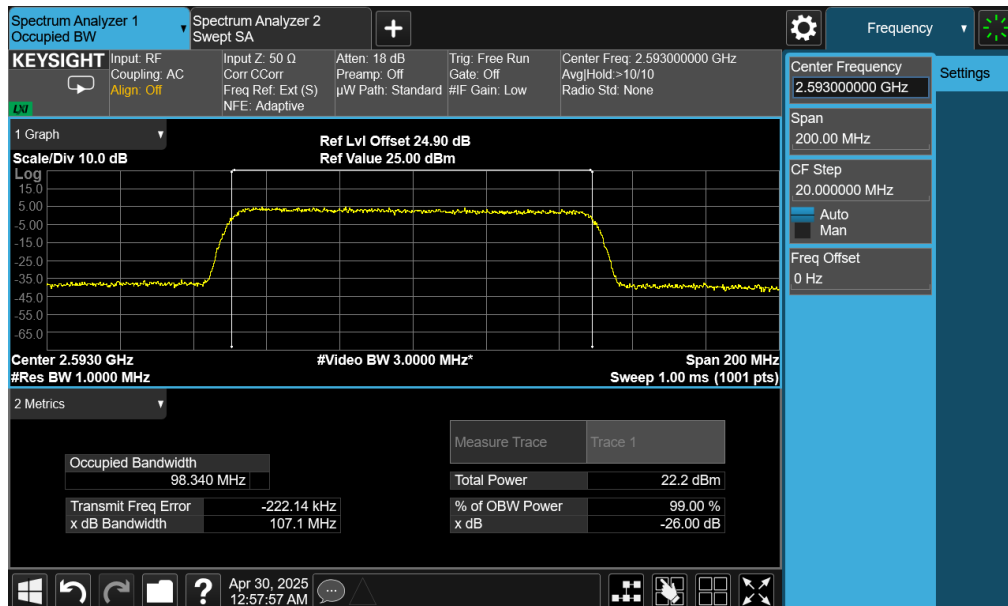 Spectrum Analyzer 1
Occupied BW
Spectrum Analyzer 2
Swept SA
+
Frequency
KEYSIGHT
LXI
Input: RF
Coupling: AC
Align: Off
Input Z: 50 Ω
Corr CCorr
Freq Ref: Ext (S)
NFE: Adaptive
Atten: 18 dB
Preamp: Off
µW Path: Standard
Trig: Free Run
Gate: Off
#IF Gain: Low
Center Freq: 2.593000000 GHz
Avg|Hold:>10/10
Radio Std: None
Center Frequency
2.593000000 GHz
Settings
Span
200.00 MHz
CF Step
20.000000 MHz
Auto
Man
Freq Offset
0 Hz
1 Graph
Scale/Div 10.0 dB
Ref Lvl Offset 24.90 dB
Ref Value 25.00 dBm
Log
15.0
5.00
-5.00
-15.0
-25.0
-35.0
-45.0
-55.0
-65.0
Center 2.5930 GHz
#Video BW 3.0000 MHz*
Span 200 MHz
#Res BW 1.0000 MHz
Sweep 1.00 ms (1001 pts)
2 Metrics
Measure Trace
Trace 1
Occupied Bandwidth
98.340 MHz
Total Power
22.2 dBm
Transmit Freq Error
-222.14 kHz
% of OBW Power
99.00 %
x dB Bandwidth
107.1 MHz
x dB
-26.00 dB
?
Apr 30, 2025
12:57:57 AM